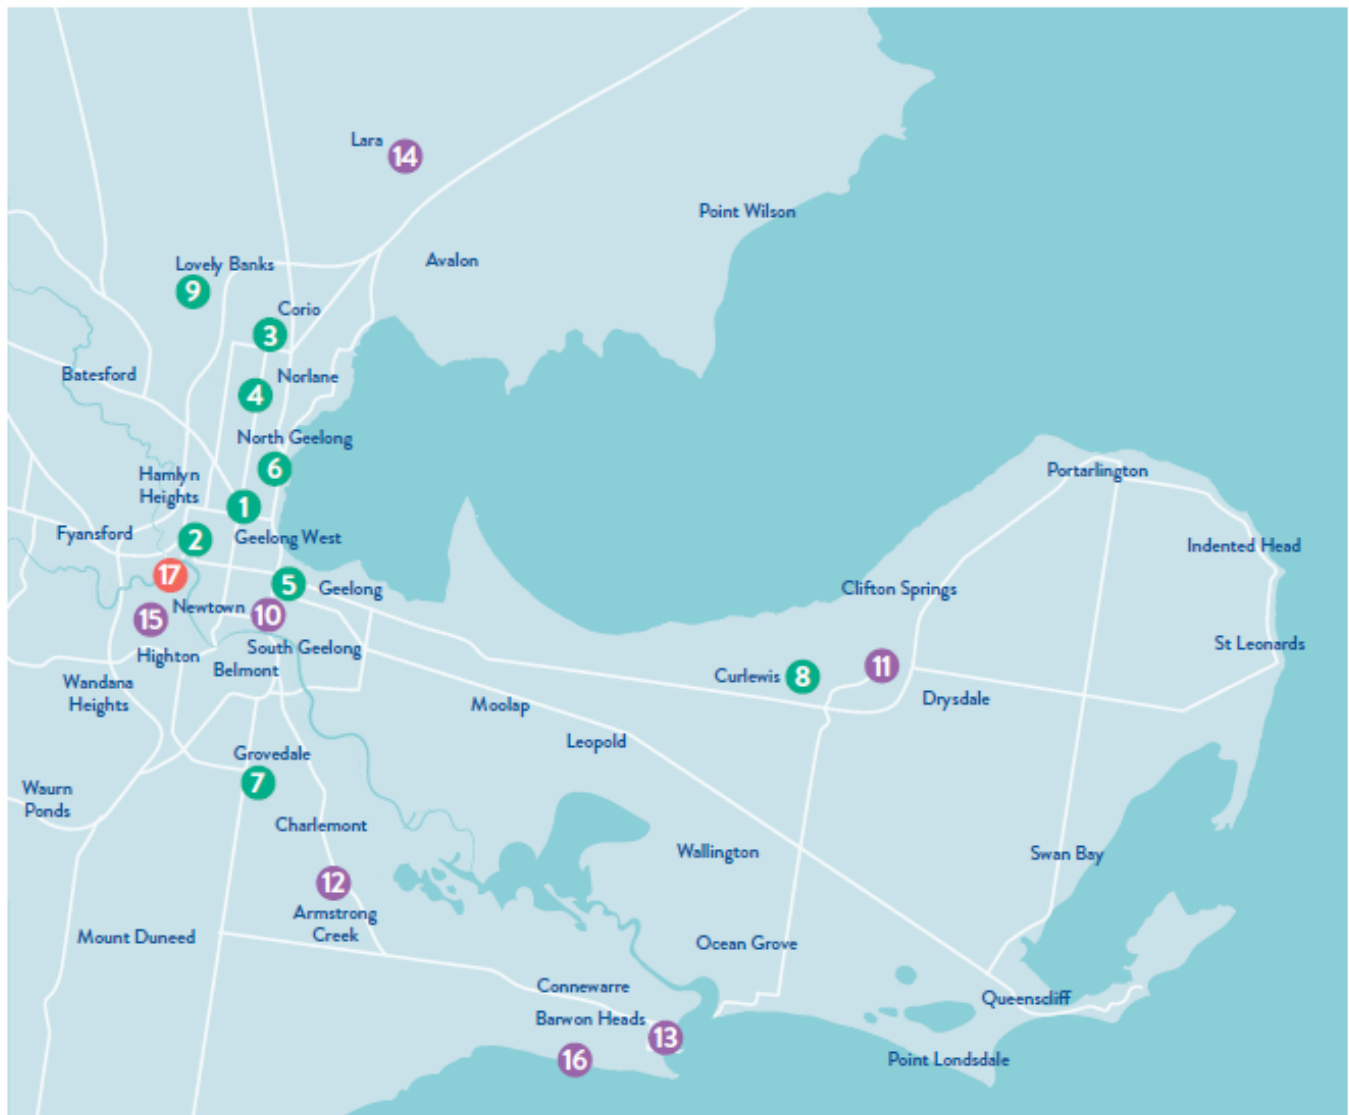 Lara
14
Point Wilson
Avalon
Lovely Banks
9
Corio
3
Batesford
Norlane
4
North Geelong
6
Hamlyn
Heights
1
Fyansford
2
Geelong West
17
5
Geelong
Clifton Springs
Portarlington
Indented Head
15
Newtown
10
Highton
South Geelong
Belmont
St Leonards
Wandana
Heights
Curlewis
8
11
Drysdale
Moolap
Leopold
Grovedale
7
Waurn
Ponds
Charlemont
Wallington
Swan Bay
12
Armstrong
Creek
Mount Duneed
Ocean Grove
Connewarre
Queenscliff
Barwon Heads
13
16
Point Londsdale